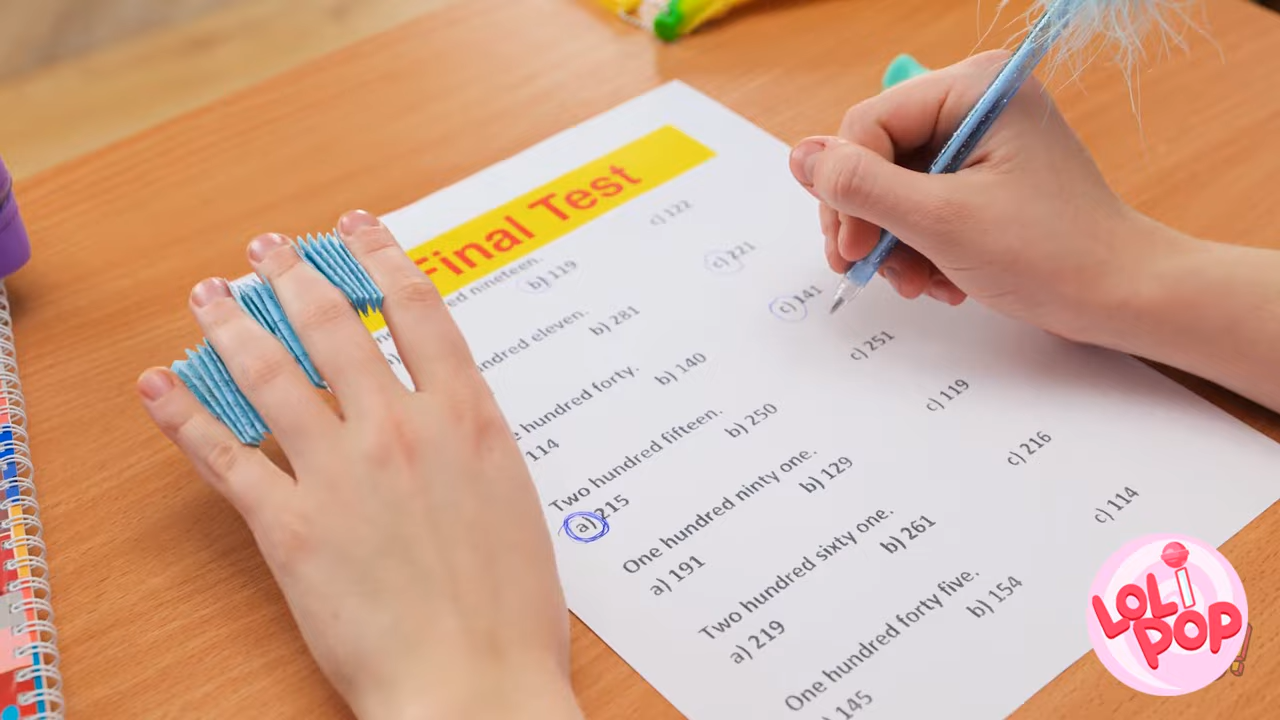 Final Test
ed nineteen.
b) 119 c) 122
ndred eleven.
b) 281 c) 221
e hundred forty.
114 b) 140 c) 141
Two hundred fifteen.
a) 215 b) 250 c) 251
One hundred ninty one.
a) 191 b) 129 c) 119
Two hundred sixty one.
a) 219 b) 261 c) 216
One hundred forty five.
) 145 b) 154 c) 114
LOLIPOP